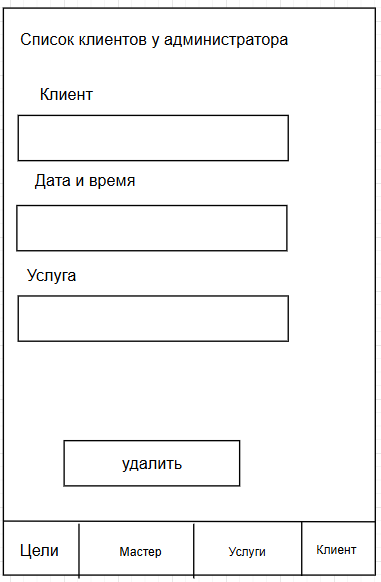 Список клиентов у администратора
Клиент
Дата и время
Услуга
удалить
Цели
Мастер
Услуги
Клиент